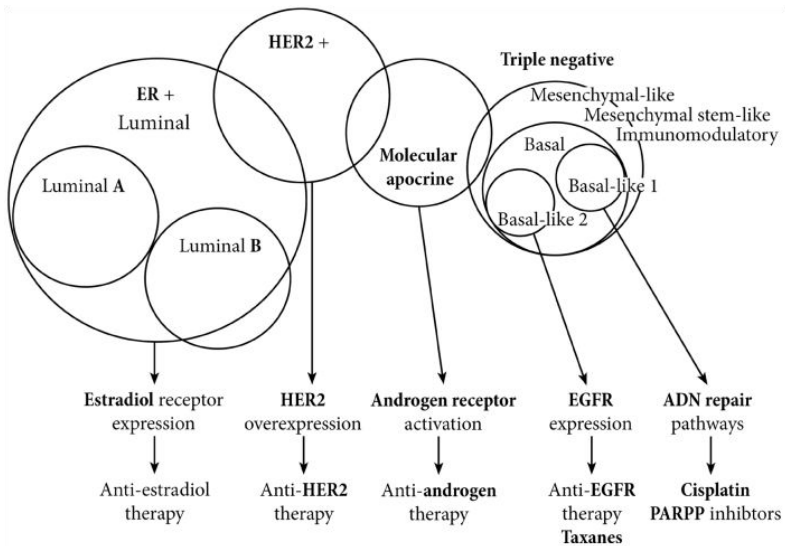 HER2 +
Triple negative
ER +
Luminal
Mesenchymal-like
Mesenchymal stem-like
Immunomodulatory
Basal
Molecular
apocrine
Luminal A
Basal-like 1
Basal-like 2
Luminal B
Estradiol receptor
expression
HER2
overexpression
Androgen receptor
activation
EGFR
expression
ADN repair
pathways
Anti-estradiol
therapy
Anti-HER2
therapy
Anti-androgen
therapy
Anti-EGFR
therapy
Taxanes
Cisplatin
PARPP inhibtors